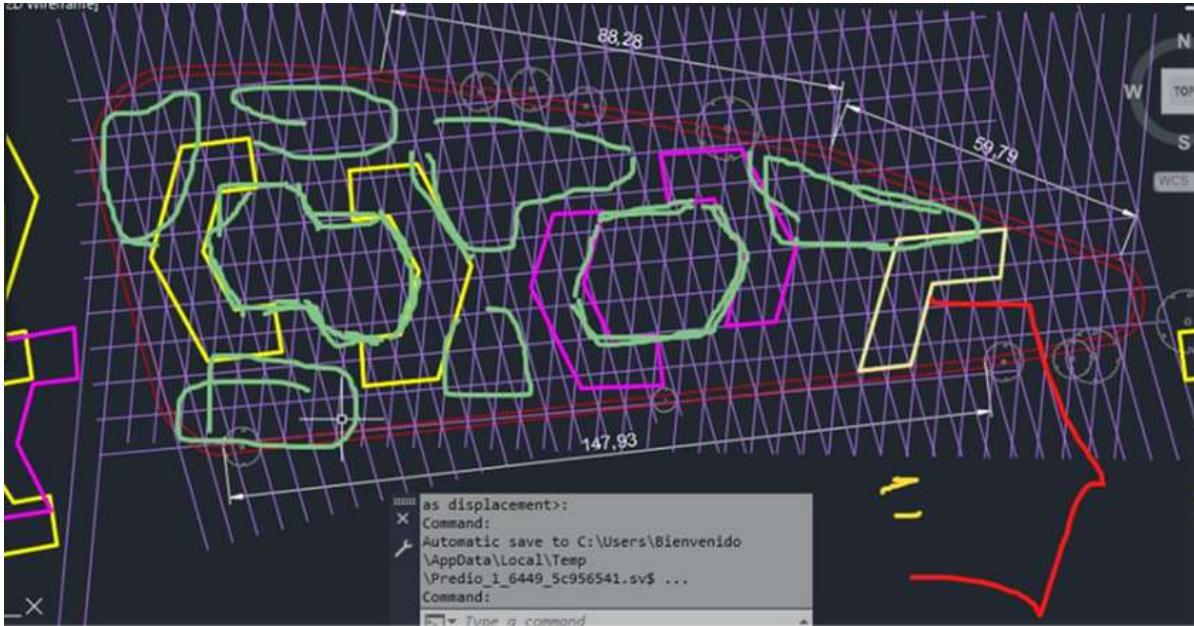 2D Wireframe]
88,28
N
W
TOP
59,79
S
WCS
147,93
as displacement>:
Command:
Automatic save to C:\Users\Bienvenido
\AppData\Local\Temp
\Predio_1_6449_5c956541.sv$ ...
Command:
Type a command